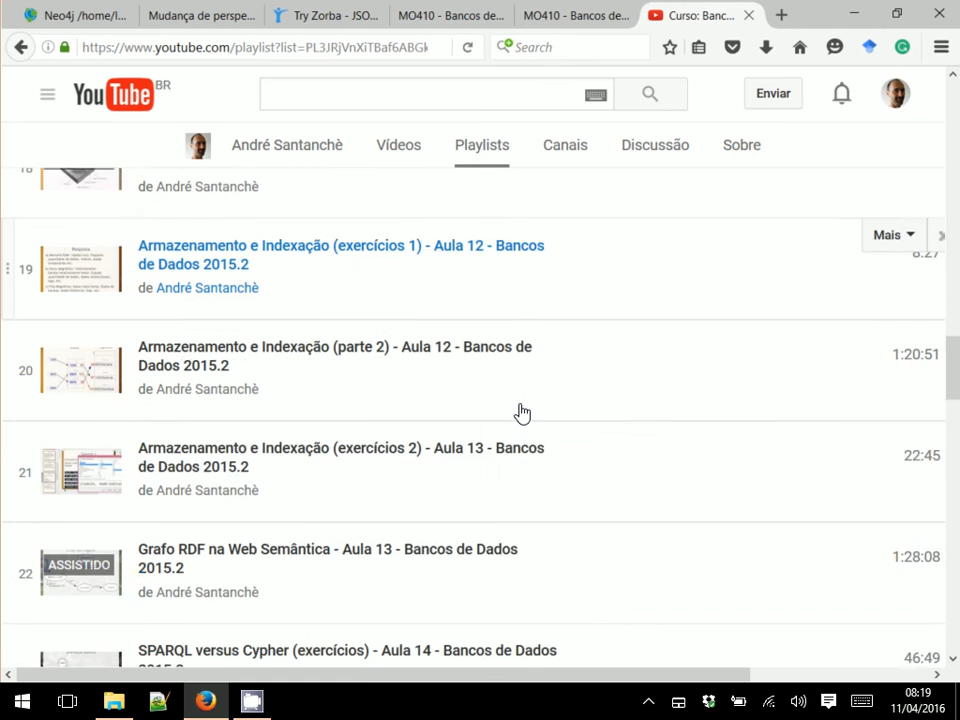 Neo4j /home/l...
Mudança de perspe...
Try Zorba - JSO...
MO410 - Bancos de...
MO410 - Bancos de...
Curso: Banc...
https://www.youtube.com/playlist?list=PL3JRjVnXiTBaf6ABGk
Search
YouTube BR
Enviar
André Santanchè
Vídeos
Playlists
Canais
Discussão
Sobre
18
de André Santanchè
Mais
19
Armazenamento e Indexação (exercícios 1) - Aula 12 - Bancos
de Dados 2015.2
8:27
de André Santanchè
20
Armazenamento e Indexação (parte 2) - Aula 12 - Bancos de
Dados 2015.2
1:20:51
de André Santanchè
21
Armazenamento e Indexação (exercícios 2) - Aula 13 - Bancos
de Dados 2015.2
22:45
de André Santanchè
22
ASSISTIDO
Grafo RDF na Web Semântica - Aula 13 - Bancos de Dados
2015.2
1:28:08
de André Santanchè
SPARQL versus Cypher (exercícios) - Aula 14 - Bancos de Dados
2015.2
46:49
08:19
11/04/2016